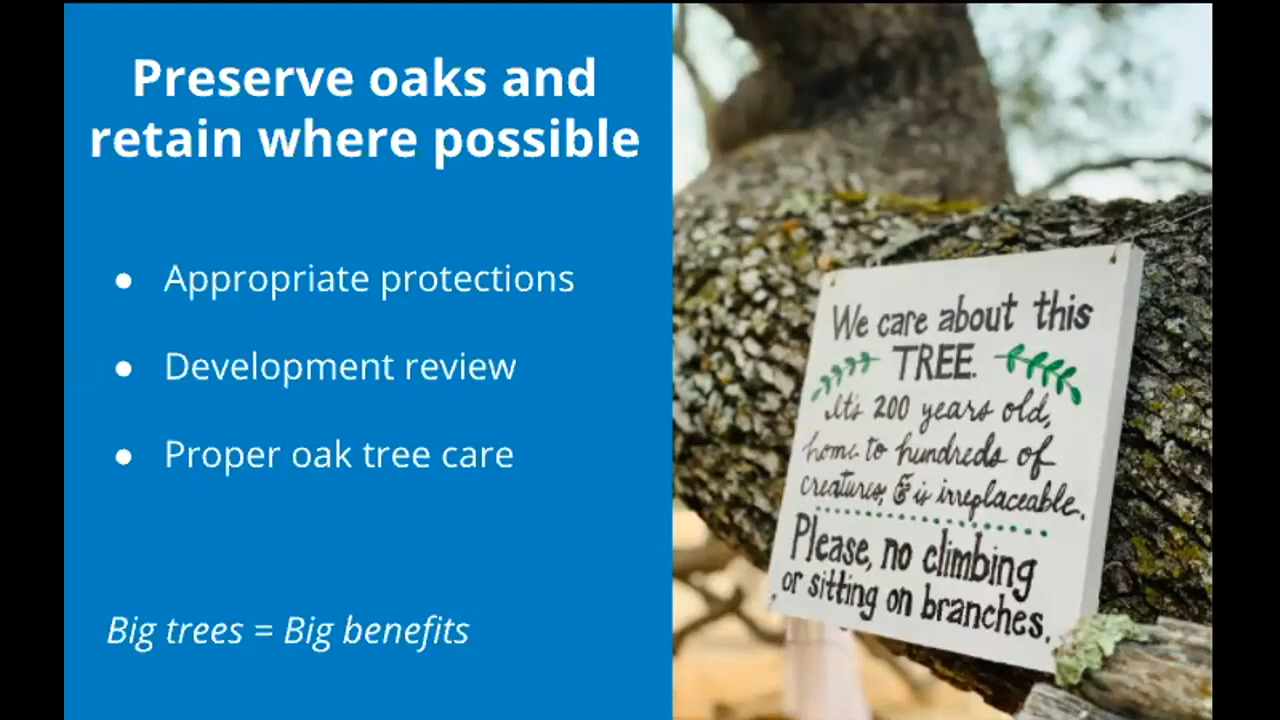 Preserve oaks and
retain where possible
● Appropriate protections
● Development review
● Proper oak tree care
Big trees = Big benefits
We care about this
TREE.
It's 200 years old,
home to hundreds of
creatures, & is irreplaceable.
Please, no climbing
or sitting on branches.